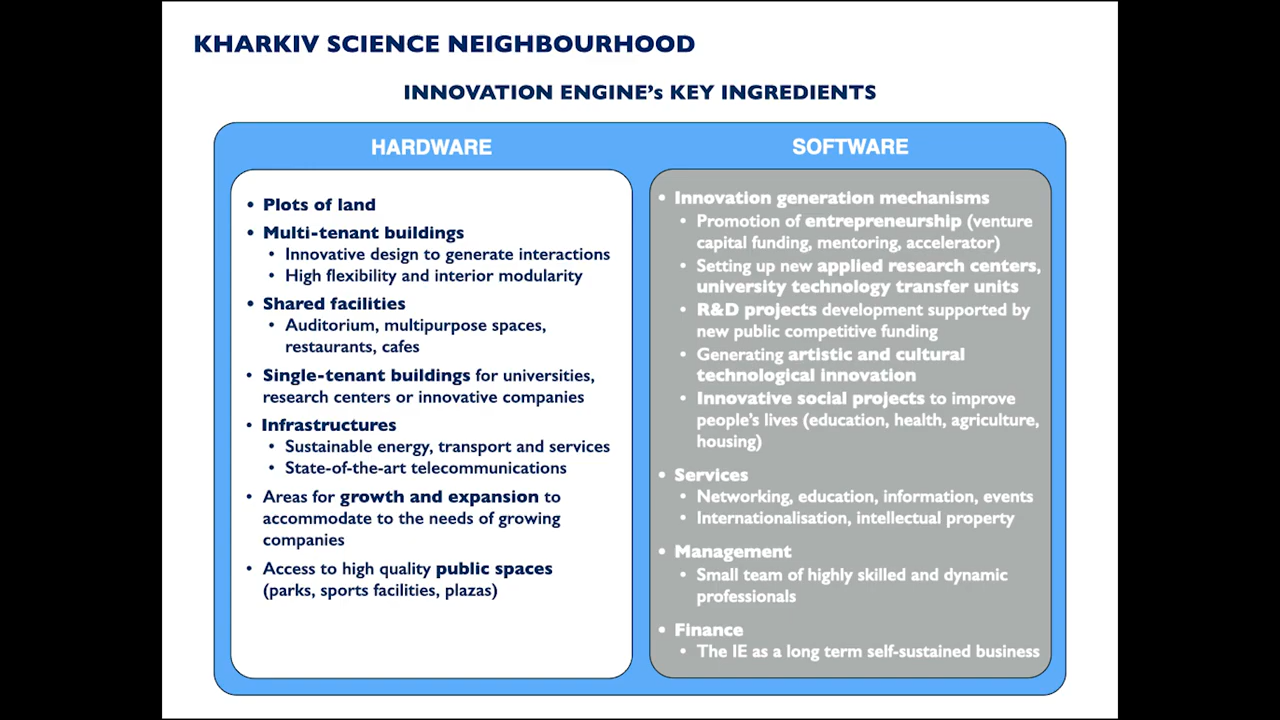 KHARKIV SCIENCE NEIGHBOURHOOD
INNOVATION ENGINE's KEY INGREDIENTS
HARDWARE
• Plots of land
• Multi-tenant buildings
• Innovative design to generate interactions
• High flexibility and interior modularity
• Shared facilities
• Auditorium, multipurpose spaces,
restaurants, cafes
• Single-tenant buildings for universities,
research centers or innovative companies
• Infrastructures
• Sustainable energy, transport and services
• State-of-the-art telecommunications
• Areas for growth and expansion to
accommodate to the needs of growing
companies
• Access to high quality public spaces
(parks, sports facilities, plazas)
SOFTWARE
• Innovation generation mechanisms
• Promotion of entrepreneurship (venture
capital funding, mentoring, accelerator)
• Setting up new applied research centers,
university technology transfer units
• R&D projects development supported by
new public competitive funding
• Generating artistic and cultural
technological innovation
• Innovative social projects to improve
people's lives (education, health, agriculture,
housing)
• Services
• Networking, education, information, events
• Internationalisation, intellectual property
• Management
• Small team of highly skilled and dynamic
professionals
• Finance
• The IE as a long term self-sustained business